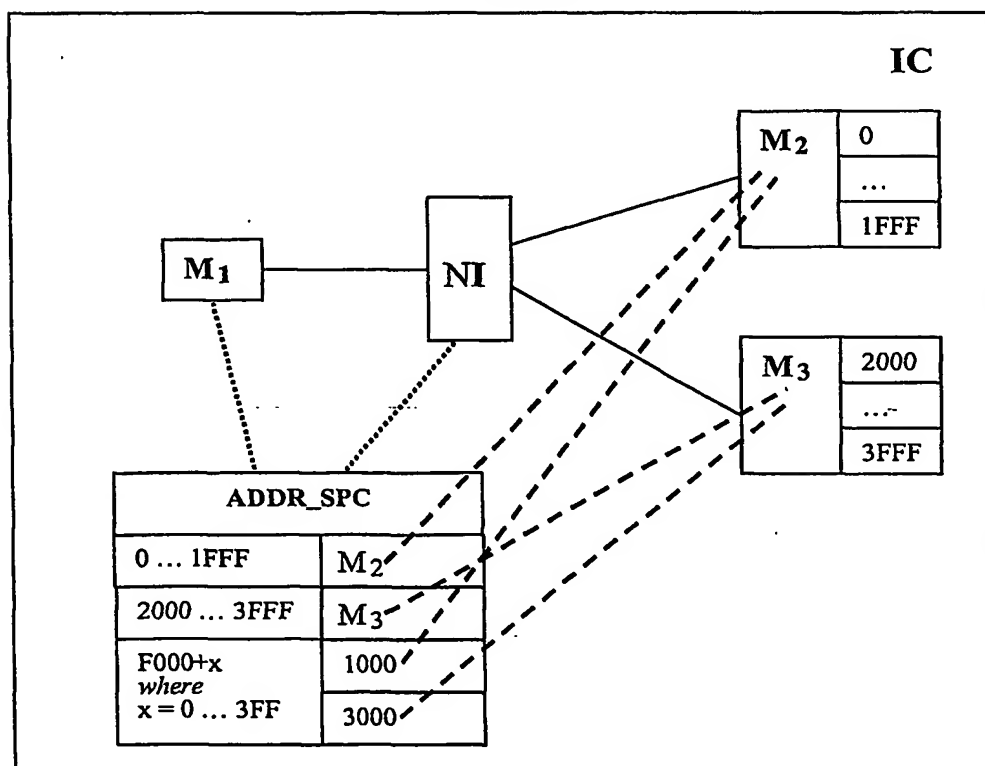 IC
M2
0
...
1FFF
M1
NI
M3
2000
...
3FFF
ADDR_SPC
0 ... 1FFF
M2
2000 ... 3FFF
M3
F000+x
where
x = 0 ... 3FF
1000
3000